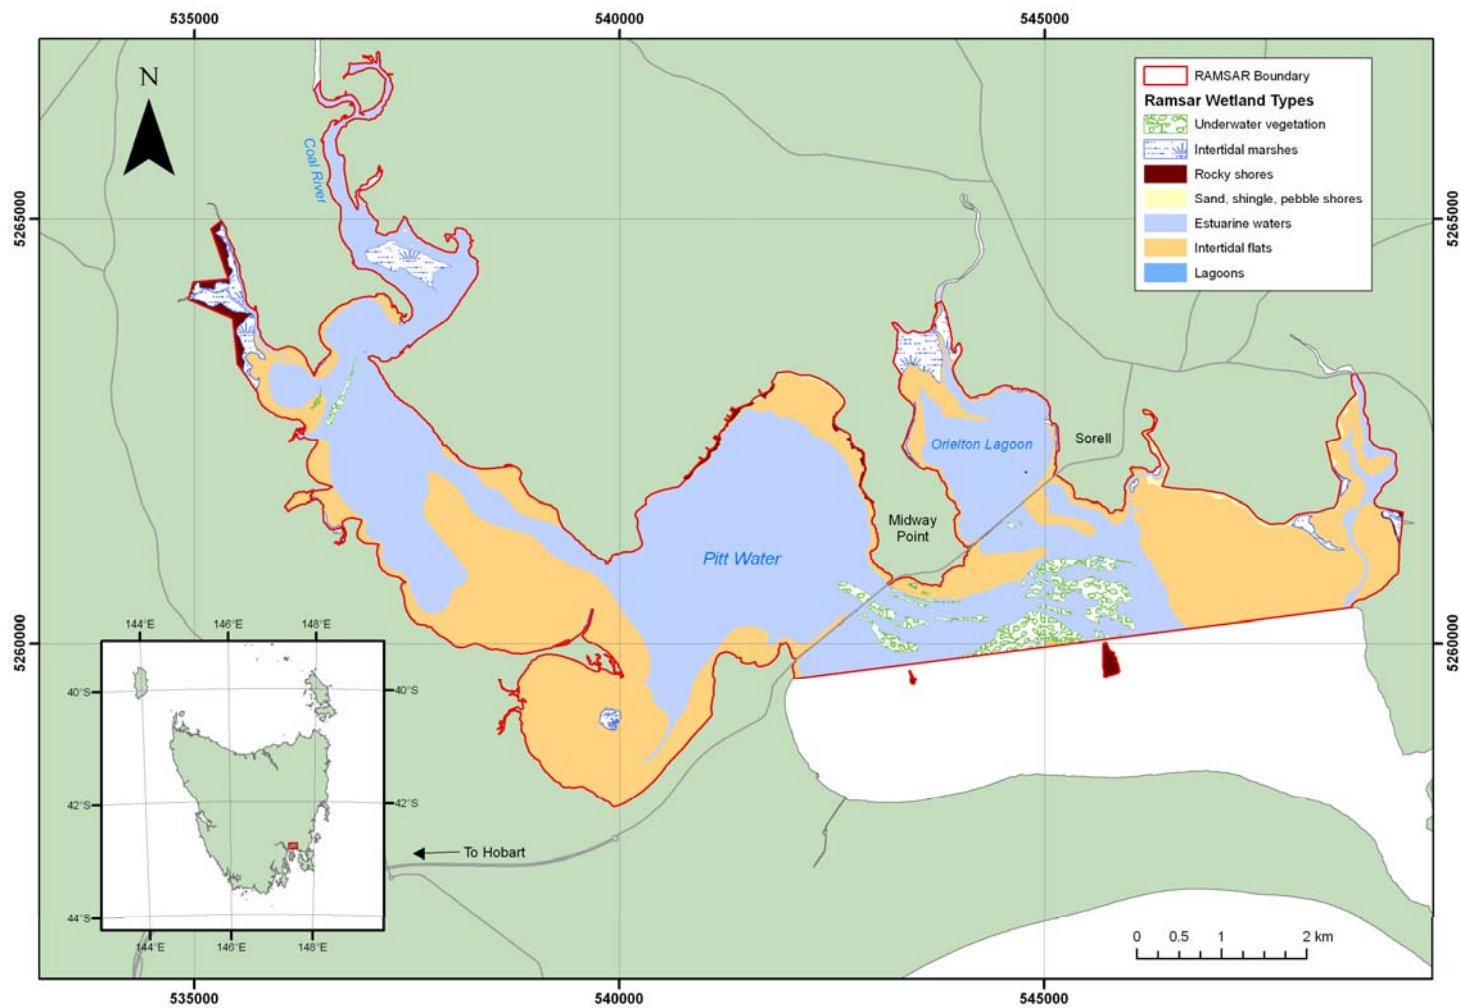 535000
540000
545000
N
RAMSAR Boundary
Ramsar Wetland Types
Underwater vegetation
Intertidal marshes
Rocky shores
Sand, shingle, pebble shores
Estuarine waters
Intertidal flats
Lagoons
Coal River
5265000
5265000
Orielton Lagoon
Sorell
Midway
Point
Pitt Water
5260000
5260000
144°E
146°E
148°E
40°S
40°S
42°S
42°S
44°S
144°E
146°E
148°E
To Hobart
0
0.5
1
2 km
535000
540000
545000